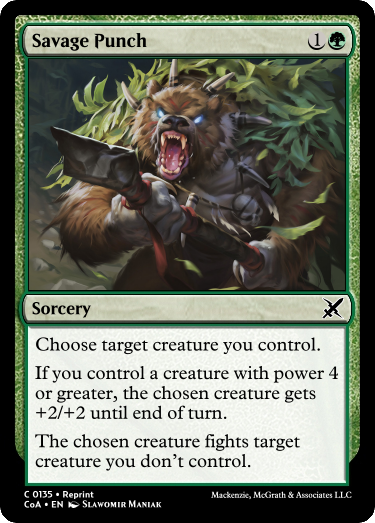 Savage Punch 1
Sorcery
Choose target creature you control.
If you control a creature with power 4
or greater, the chosen creature gets
+2/+2 until end of turn.
The chosen creature fights target
creature you don't control.
C 0135 • Reprint
CoA • EN Slawomir Maniak
Mackenzie, McGrath & Associates LLC